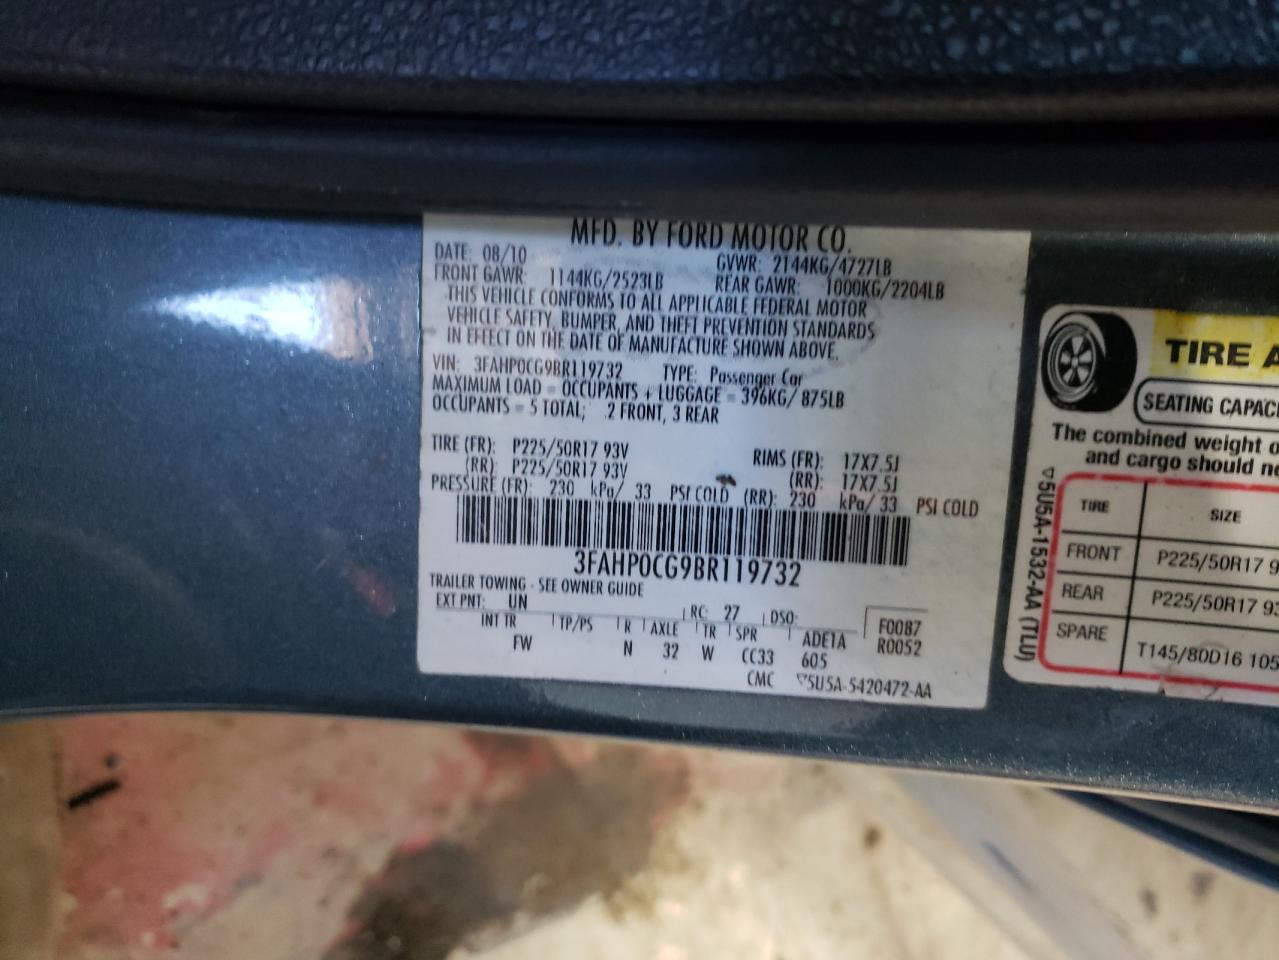 MFD. BY FORD MOTOR CO.
DATE: 08/10 GVWR: 2144KG/4727LB
FRONT GAWR: 1144KG/2523LB REAR GAWR: 1000KG/2204LB
THIS VEHICLE CONFORMS TO ALL APPLICABLE FEDERAL MOTOR
VEHICLE SAFETY, BUMPER, AND THEFT PREVENTION STANDARDS
IN EFFECT ON THE DATE OF MANUFACTURE SHOWN ABOVE.
VIN: 3FAHP0CG9BR119732 TYPE: Passenger Car
MAXIMUM LOAD = OCCUPANTS + LUGGAGE = 396KG/ 875LB
OCCUPANTS = 5 TOTAL; 2 FRONT, 3 REAR
TIRE (FR): P225/50R17 93V RIMS (FR): 17X7.5J
(RR): P225/50R17 93V (RR): 17X7.5J
PRESSURE (FR): 230 kPa/ 33 PSI COLD (RR): 230 kPa/ 33 PSI COLD
3FAHP0CG9BR119732
TRAILER TOWING - SEE OWNER GUIDE
EXT PNT: UN RC: 27 DSO: F0087
INT TR TP/PS R AXLE TR SPR ADE1A R0052
FW N 32 W CC33 605
CMC 5U5A-5420472-AA
TIRE A
SEATING CAPAC
The combined weight o
and cargo should ne
5U5A-1532-AA (TLU)
TIRE SIZE
FRONT P225/50R17 9
REAR P225/50R17 93
SPARE T145/80D16 105